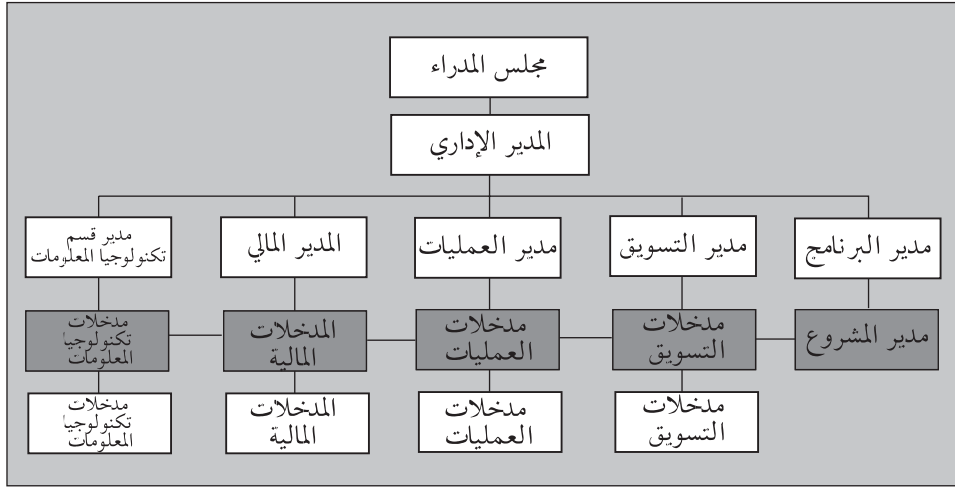 مجلس المدراء
المدير الإداري
مدير البرنامج
مدير التسويق
مدير العمليات
المدير المالي
مدير قسم
تكنولوجيا المعلومات
مدير المشروع
مدخلات
التسويق
مدخلات
العمليات
المدخلات
المالية
مدخلات
تكنولوجيا
المعلومات
مدخلات
التسويق
مدخلات
العمليات
المدخلات
المالية
مدخلات
تكنولوجيا
المعلومات